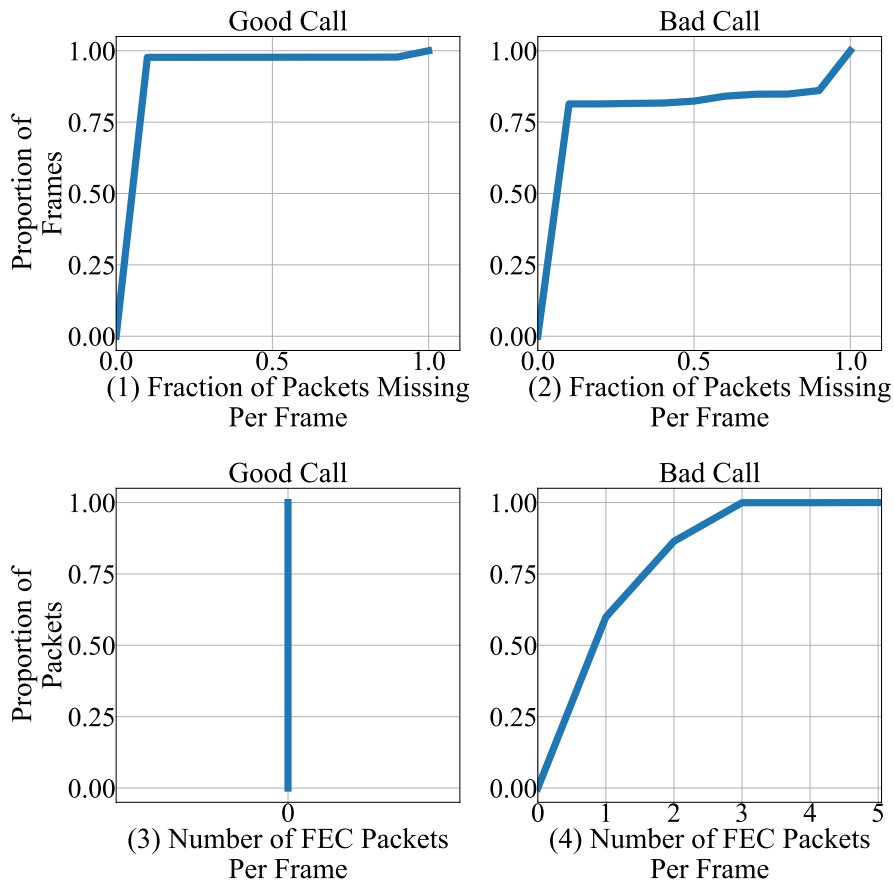 Good Call
1.00
0.75
0.50
0.25
0.00
Proportion of
Frames
0.0
0.5
1.0
(1) Fraction of Packets Missing
Per Frame
Bad Call
1.00
0.75
0.50
0.25
0.00
0.0
0.5
1.0
(2) Fraction of Packets Missing
Per Frame
Good Call
1.00
0.75
0.50
0.25
0.00
Proportion of
Packets
0
(3) Number of FEC Packets
Per Frame
Bad Call
1.00
0.75
0.50
0.25
0.00
0
1
2
3
4
5
(4) Number of FEC Packets
Per Frame